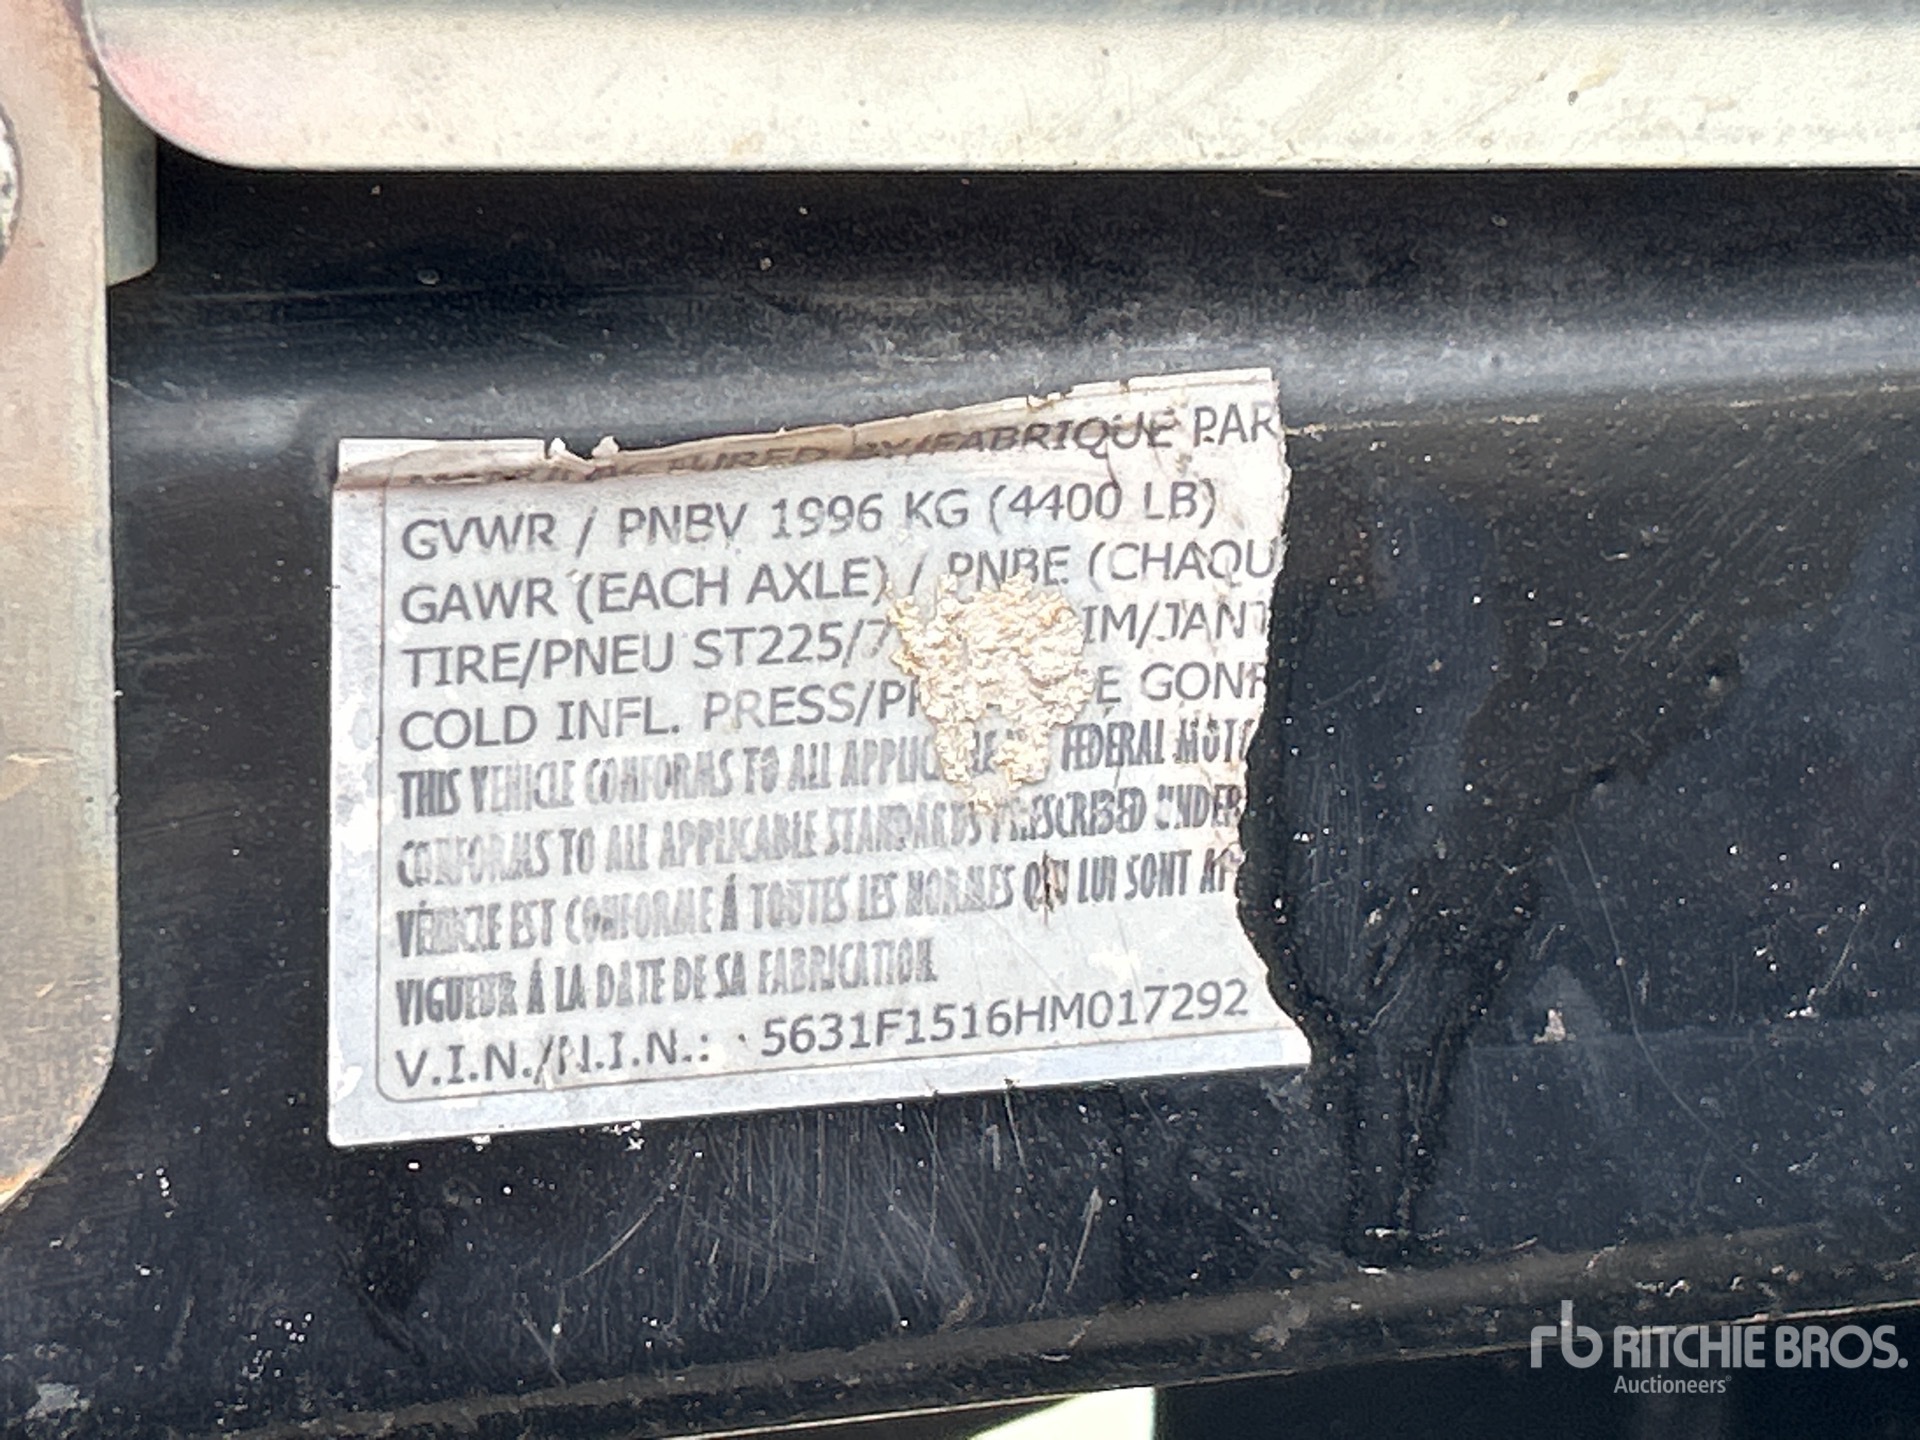 MANUFACTURED BY/FABRIQUE PAR
GVWR / PNBV 1996 KG (4400 LB)
GAWR (EACH AXLE) / PNBE (CHAQU
TIRE/PNEU ST225/7 IM/JANT
COLD INFL. PRESS/PR E GONF
THIS VEHICLE CONFORMS TO ALL APPLIC FEDERAL MOTO
CONFORMS TO ALL APPLICABLE STANDARDS PRESCRIBED UNDER
VÉHICLE EST CONFORME Á TOUTES LES NORMES QUI LUI SONT AP
VIGUEUR Á LA DATE DE SA FABRICATION.
V.I.N./N.I.N.: 5631F1516HM017292
rb RITCHIE BROS.
Auctioneers